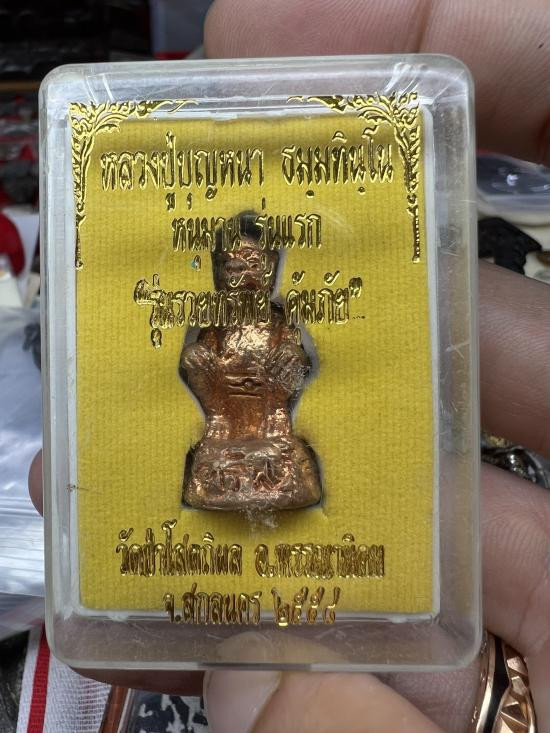 หลวงปู่บุญหนา ธมฺมทินฺโน
หนุมาน รุ่นแรก
"รุ่นรวยทรัพย์ คุ้มภัย"
วัดป่าโสตถิผล อ.พรรณานิคม
จ.สกลนคร ๒๕๕๔